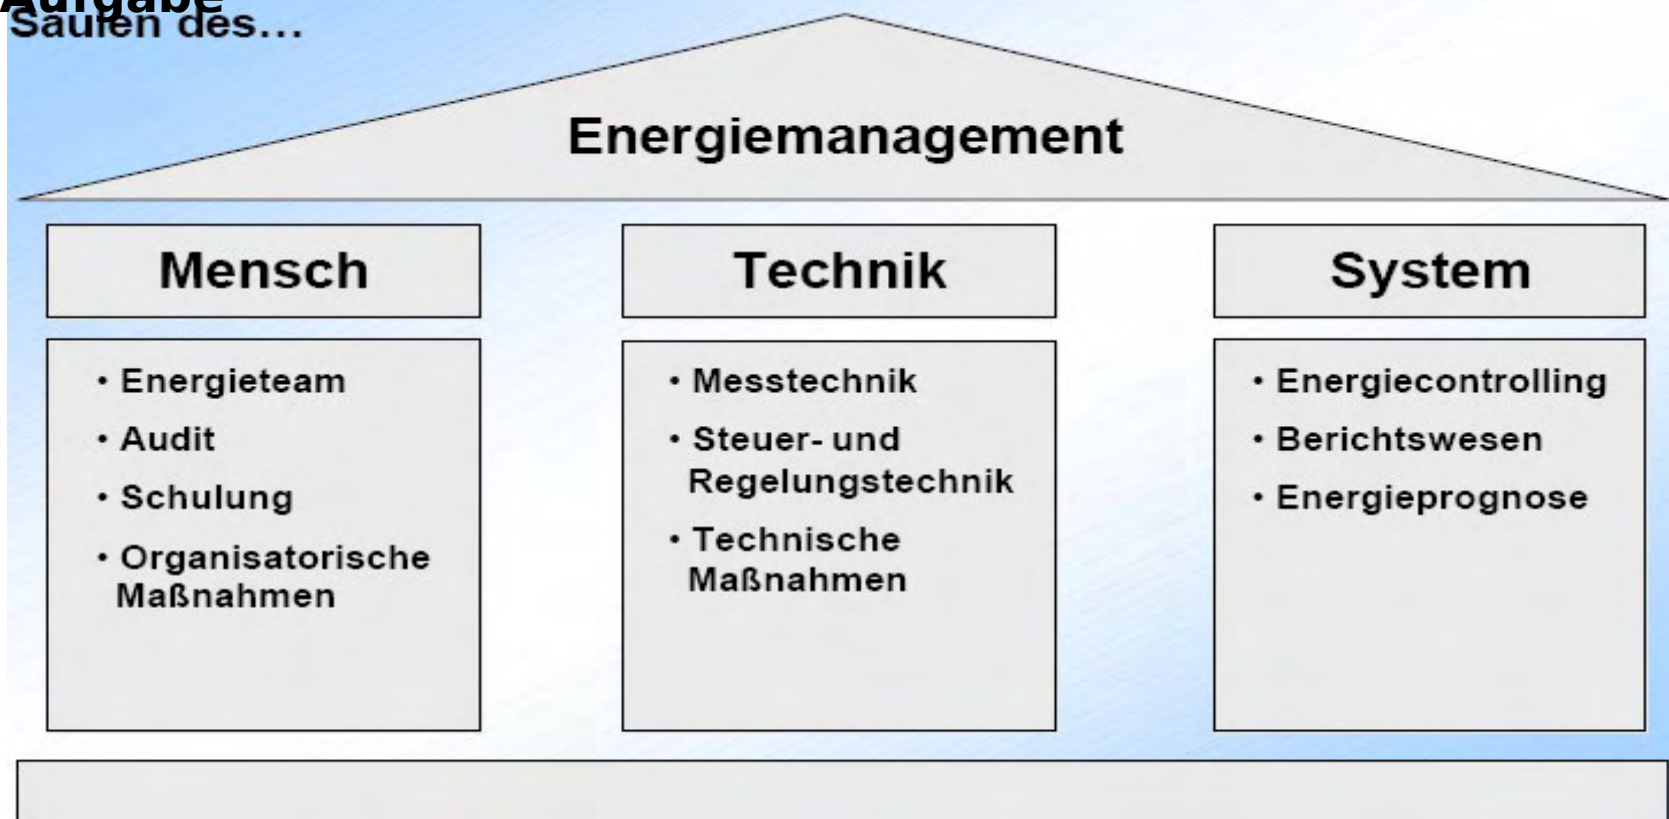 Aufgabe
Säulen des...
Energiemanagement
Mensch
• Energieteam
• Audit
• Schulung
• Organisatorische
Maßnahmen
Technik
• Messtechnik
• Steuer- und
Regelungstechnik
• Technische
Maßnahmen
System
• Energiecontrolling
• Berichtswesen
• Energieprognose